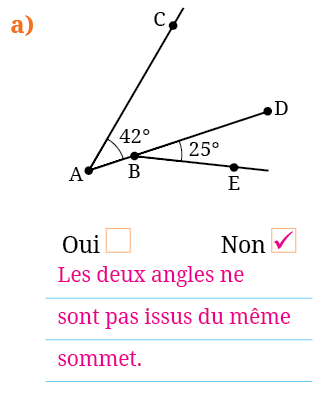 a)
C
D
42°
25°
A
B
E
Oui Non ✓
Les deux angles ne
sont pas issus du même
sommet.